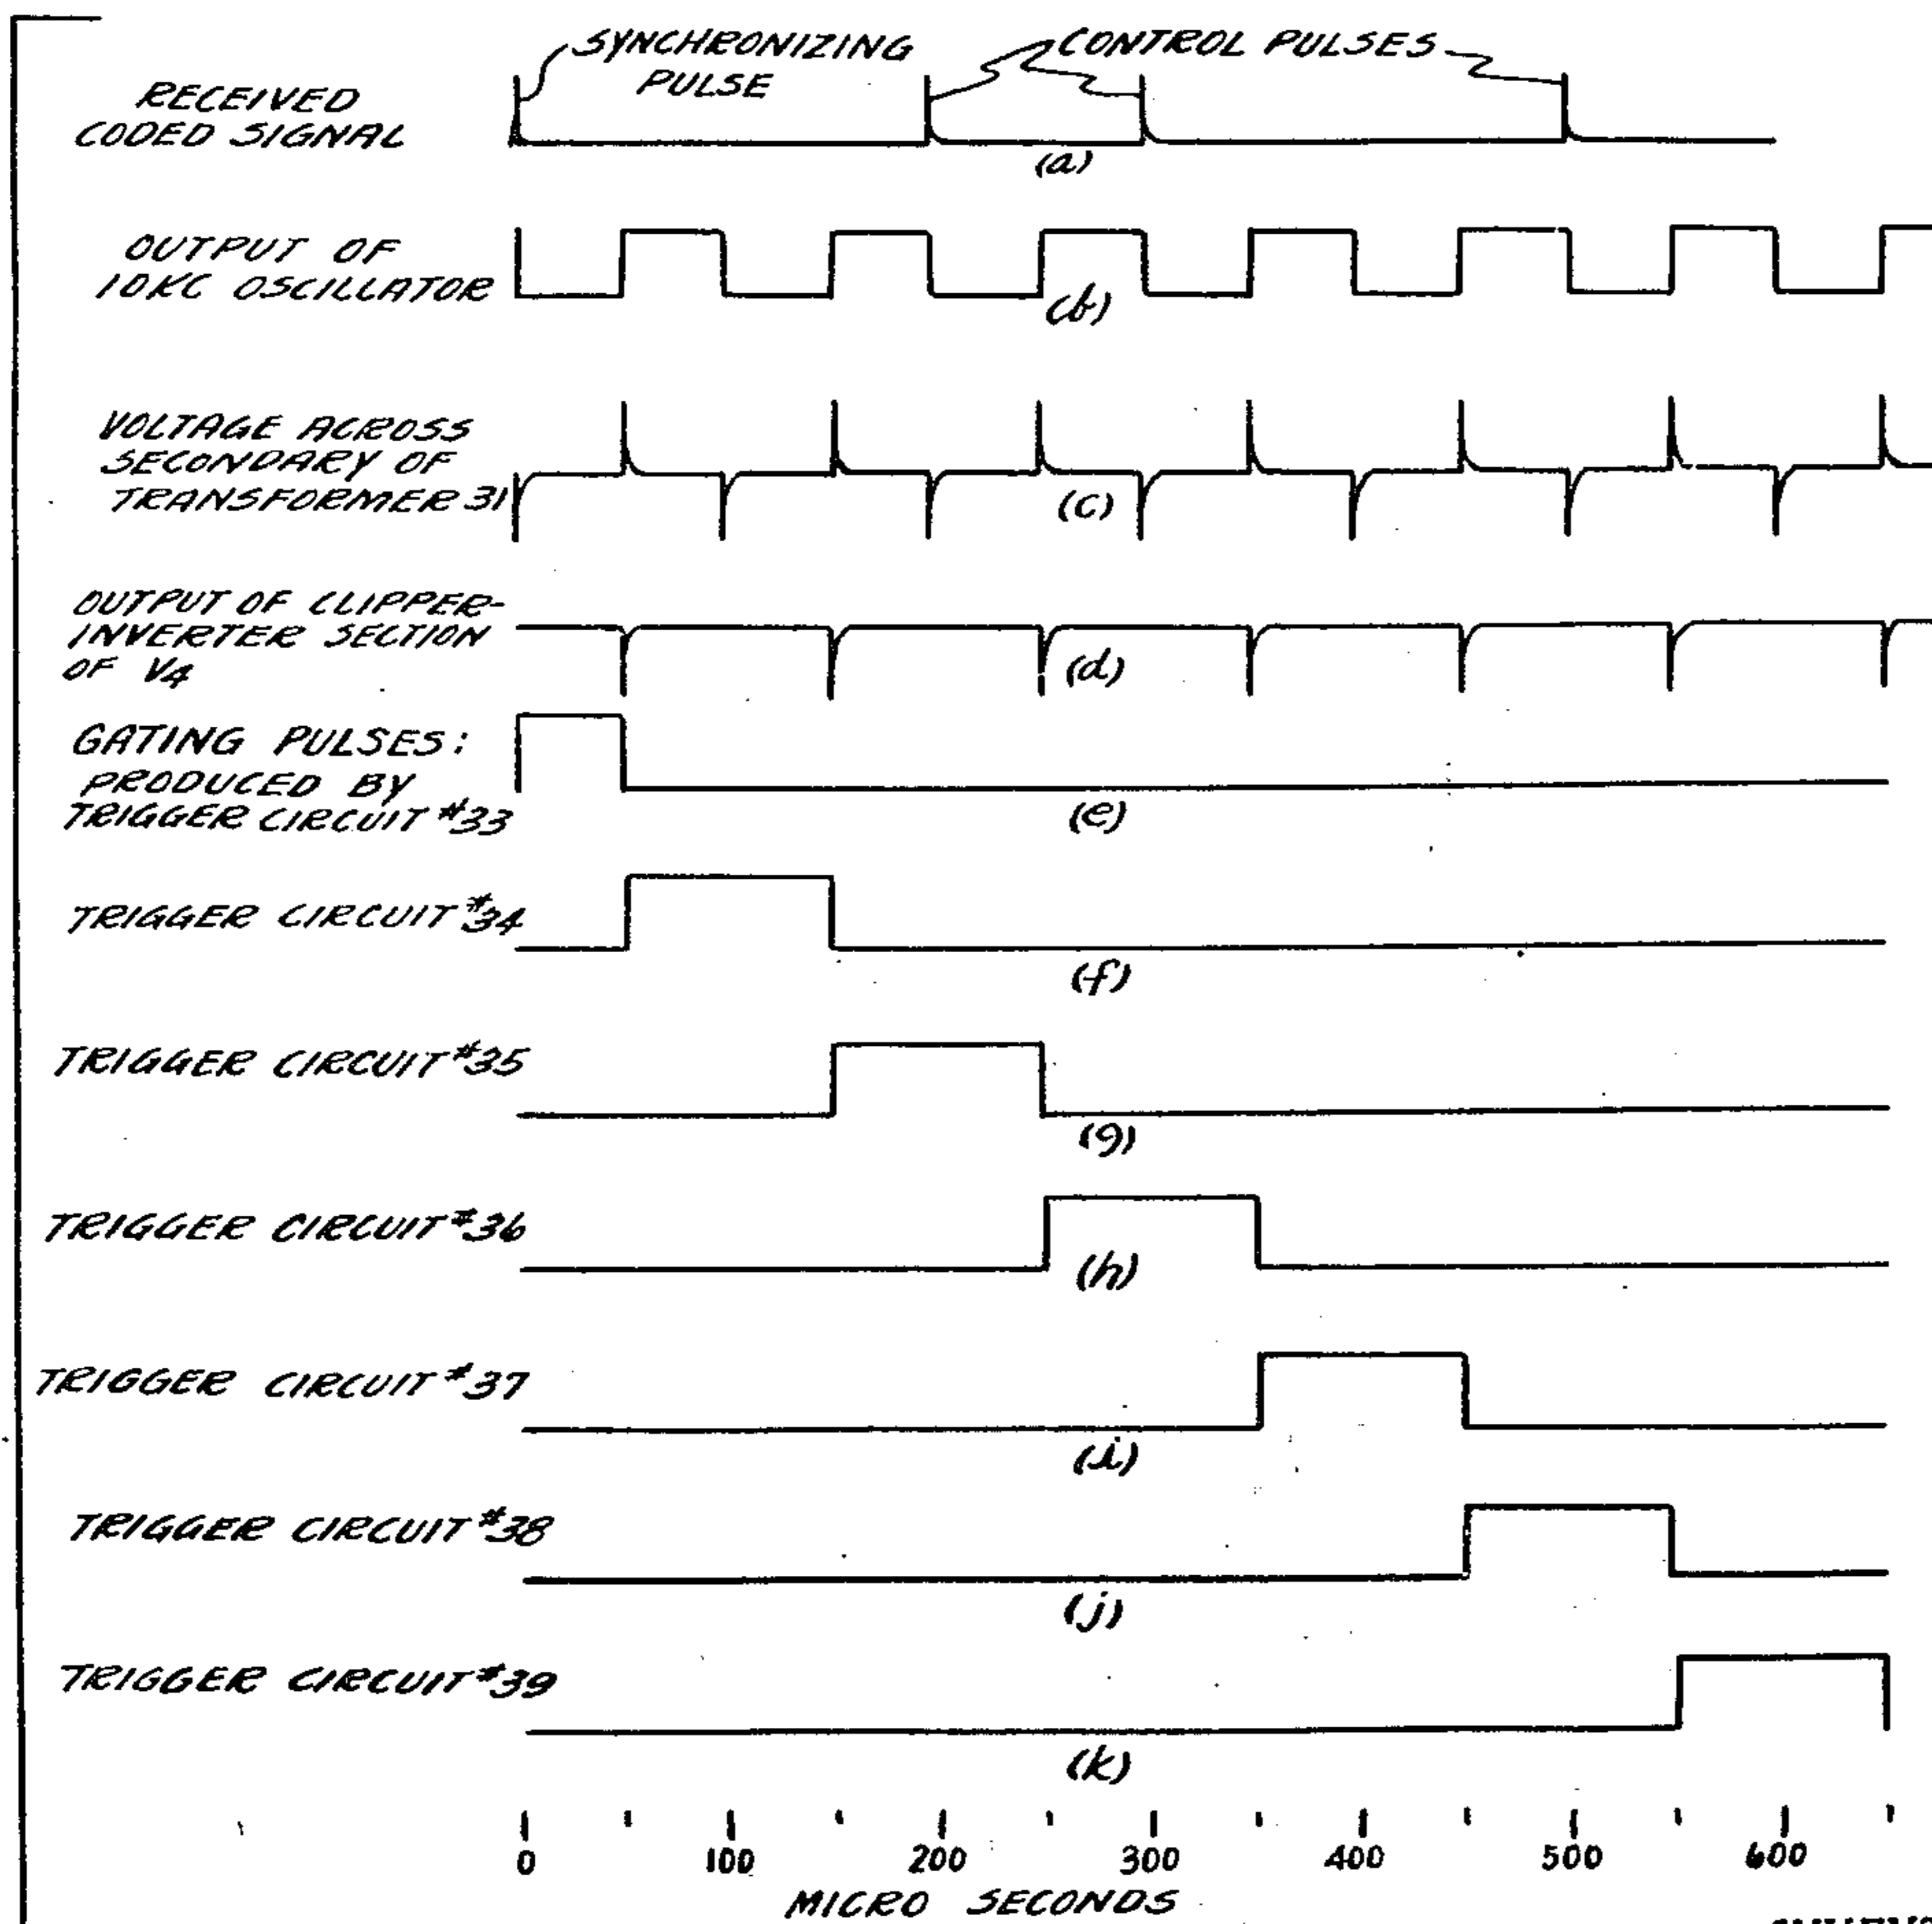 SYNCHRONIZING
PULSE
CONTROL PULSES
RECEIVED
CODED SIGNAL
(a)
OUTPUT OF
10KC OSCILLATOR
(b)
VOLTAGE ACROSS
SECONDARY OF
TRANSFORMER 31
(c)
OUTPUT OF CLIPPER-
INVERTER SECTION
OF V4
(d)
GATING PULSES:
PRODUCED BY
TRIGGER CIRCUIT #33
(e)
TRIGGER CIRCUIT #34
(f)
TRIGGER CIRCUIT #35
(g)
TRIGGER CIRCUIT #36
(h)
TRIGGER CIRCUIT #37
(i)
TRIGGER CIRCUIT #38
(j)
TRIGGER CIRCUIT #39
(k)
0 100 200 300 400 500 600
MICRO SECONDS